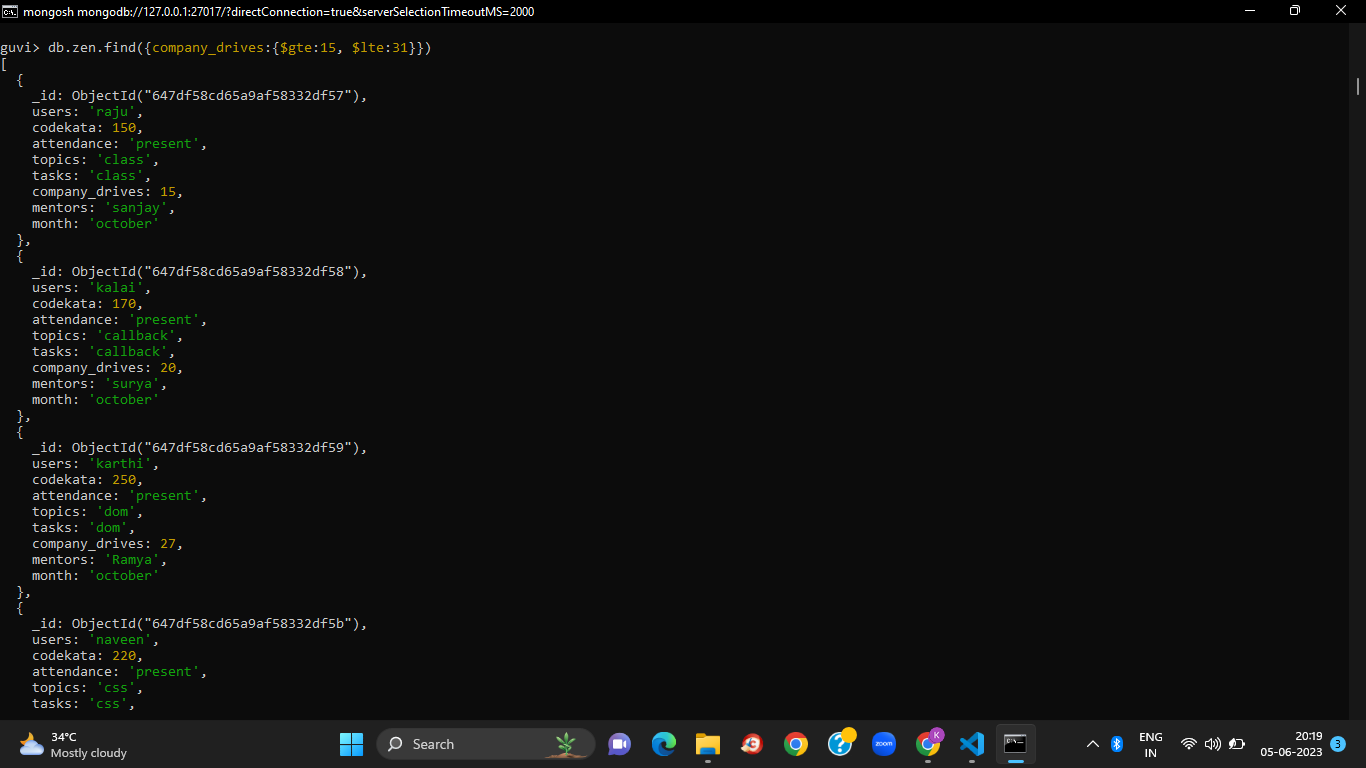 mongosh mongodb://127.0.0.1:27017/?directConnection=true&serverSelectionTimeoutMS=2000
guvi> db.zen.find({company_drives:{$gte:15, $lte:31}})
[
  {
    _id: ObjectId("647df58cd65a9af58332df57"),
    users: 'raju',
    codekata: 150,
    attendance: 'present',
    topics: 'class',
    tasks: 'class',
    company_drives: 15,
    mentors: 'sanjay',
    month: 'october'
  },
  {
    _id: ObjectId("647df58cd65a9af58332df58"),
    users: 'kalai',
    codekata: 170,
    attendance: 'present',
    topics: 'callback',
    tasks: 'callback',
    company_drives: 20,
    mentors: 'surya',
    month: 'october'
  },
  {
    _id: ObjectId("647df58cd65a9af58332df59"),
    users: 'karthi',
    codekata: 250,
    attendance: 'present',
    topics: 'dom',
    tasks: 'dom',
    company_drives: 27,
    mentors: 'Ramya',
    month: 'october'
  },
  {
    _id: ObjectId("647df58cd65a9af58332df5b"),
    users: 'naveen',
    codekata: 220,
    attendance: 'present',
    topics: 'css',
    tasks: 'css',
34°C
Mostly cloudy
Search
zoom
K
ENG
IN
20:19
05-06-2023
3